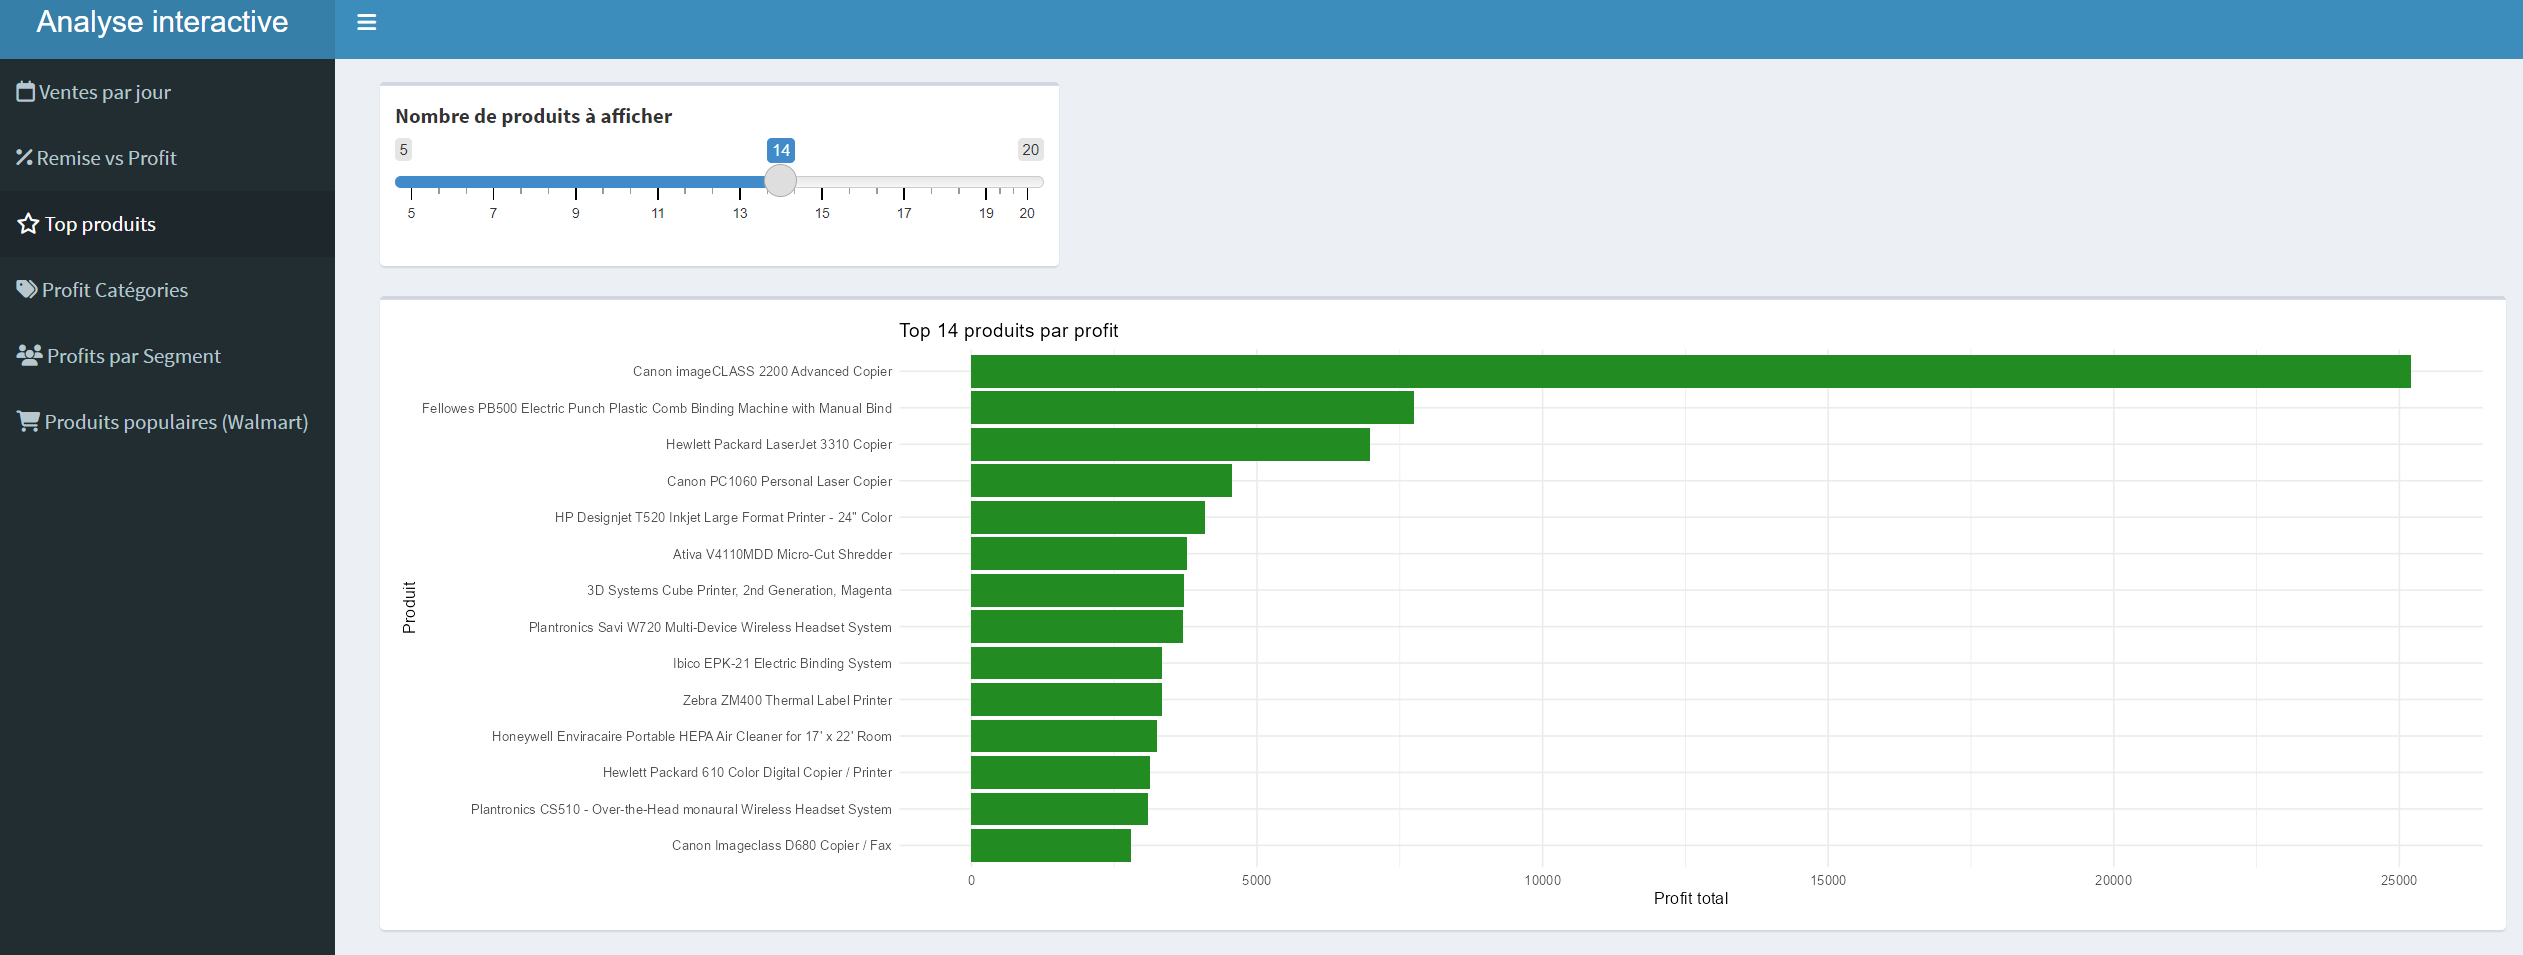 Analyse interactive
Ventes par jour
Remise vs Profit
Top produits
Profit Catégories
Profits par Segment
Produits populaires (Walmart)
Nombre de produits à afficher
5 14 20
5 7 9 11 13 15 17 19 20
Top 14 produits par profit
Produit
Canon imageCLASS 2200 Advanced Copier
Fellowes PB500 Electric Punch Plastic Comb Binding Machine with Manual Bind
Hewlett Packard LaserJet 3310 Copier
Canon PC1060 Personal Laser Copier
HP Designjet T520 Inkjet Large Format Printer - 24" Color
Ativa V4110MDD Micro-Cut Shredder
3D Systems Cube Printer, 2nd Generation, Magenta
Plantronics Savi W720 Multi-Device Wireless Headset System
Ibico EPK-21 Electric Binding System
Zebra ZM400 Thermal Label Printer
Honeywell Enviracaire Portable HEPA Air Cleaner for 17' x 22' Room
Hewlett Packard 610 Color Digital Copier / Printer
Plantronics CS510 - Over-the-Head monaural Wireless Headset System
Canon Imageclass D680 Copier / Fax
0 5000 10000 15000 20000 25000
Profit total